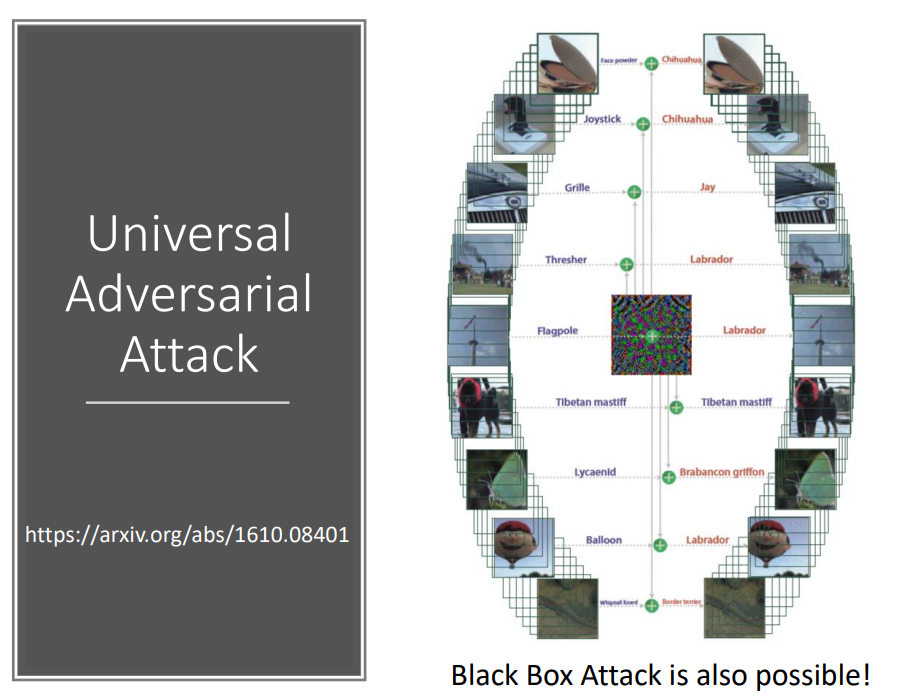 Universal
Adversarial
Attack
https://arxiv.org/abs/1610.08401
Face powder
Chihuahua
Joystick
Chihuahua
Grille
Jay
Thresher
Labrador
Flagpole
Labrador
Tibetan mastiff
Tibetan mastiff
Lycaenid
Brabancon griffon
Balloon
Labrador
Whiptail lizard
Border terrier
Black Box Attack is also possible!